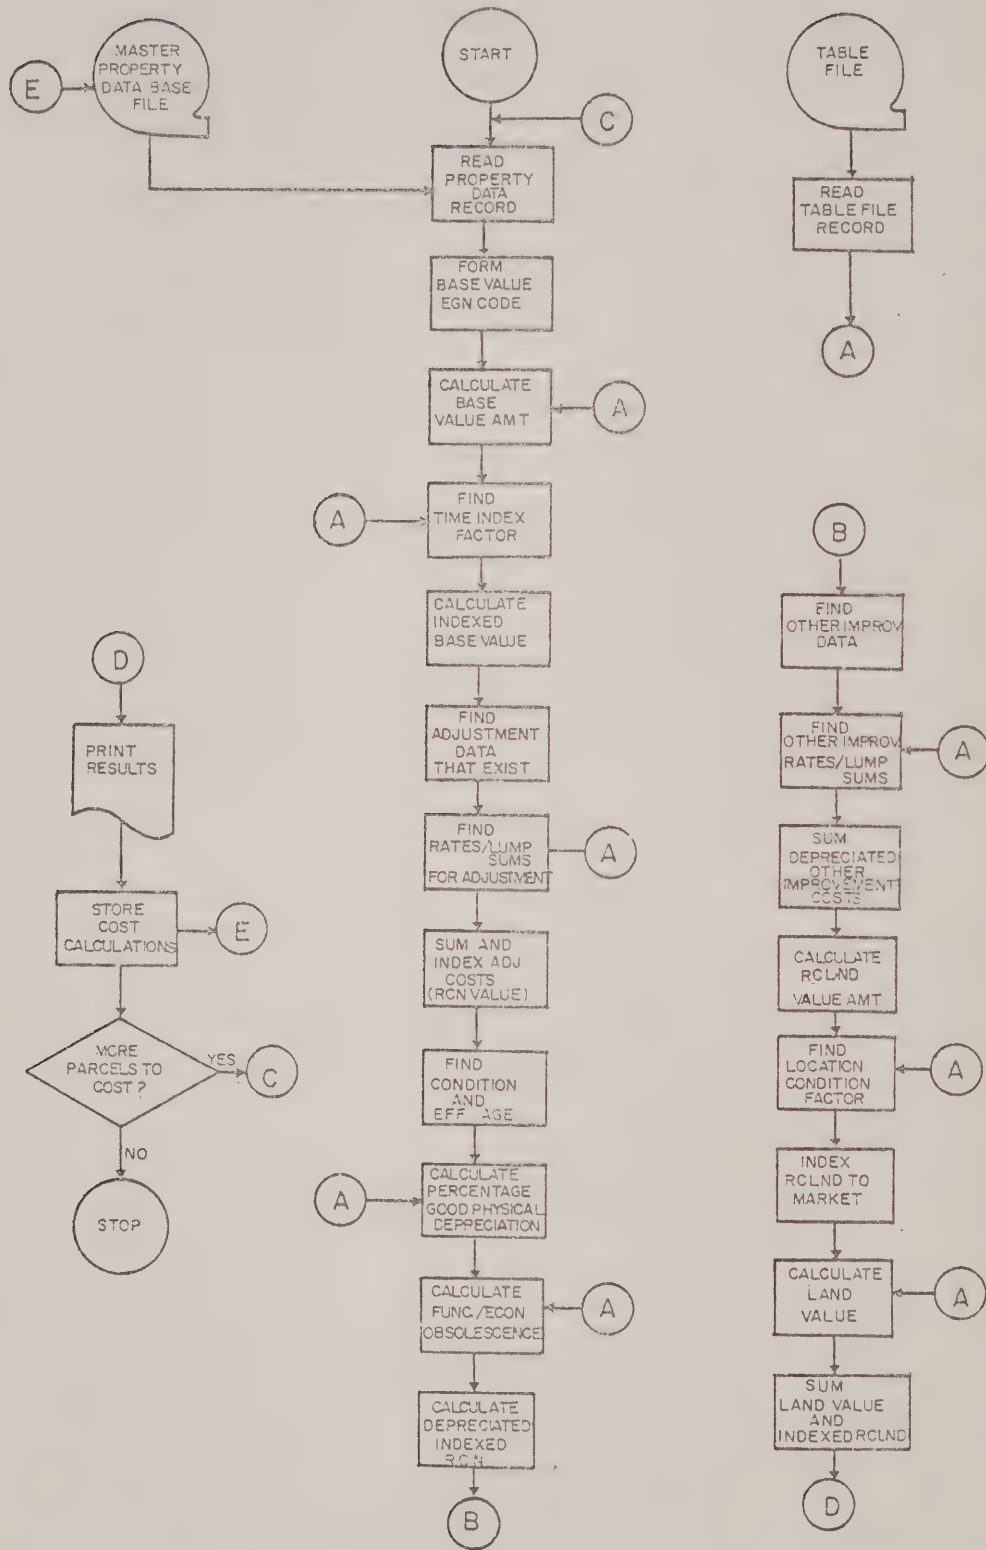 MASTER
PROPERTY
DATA BASE
FILE
E
START
C
READ
PROPERTY
DATA
RECORD
FORM
BASE VALUE
EGN CODE
CALCULATE
BASE
VALUE AMT
A
FIND
TIME INDEX
FACTOR
A
CALCULATE
INDEXED
BASE VALUE
FIND
ADJUSTMENT
DATA
THAT EXIST
FIND
RATES/LUMP
SUMS
FOR ADJUSTMENT
A
SUM AND
INDEX ADJ
COSTS
(RCN VALUE)
FIND
CONDITION
AND
EFF AGE
CALCULATE
PERCENTAGE
GOOD PHYSICAL
DEPRECIATION
A
CALCULATE
FUNC./ECON
OBSOLESCENCE
A
CALCULATE
DEPRECIATED
INDEXED
R.C.N.
B
TABLE
FILE
READ
TABLE FILE
RECORD
A
B
FIND
OTHER IMPROV
DATA
FIND
OTHER IMPROV
RATES/LUMP
SUMS
A
SUM
DEPRECIATED
OTHER
IMPROVEMENT
COSTS
CALCULATE
RCLND
VALUE AMT
FIND
LOCATION
CONDITION
FACTOR
A
INDEX
RCLND TO
MARKET
CALCULATE
LAND
VALUE
A
SUM
LAND VALUE
AND
INDEXED RCLND
D
D
PRINT
RESULTS
STORE
COST
CALCULATIONS
E
MORE
PARCELS TO
COST?
YES
C
NO
STOP